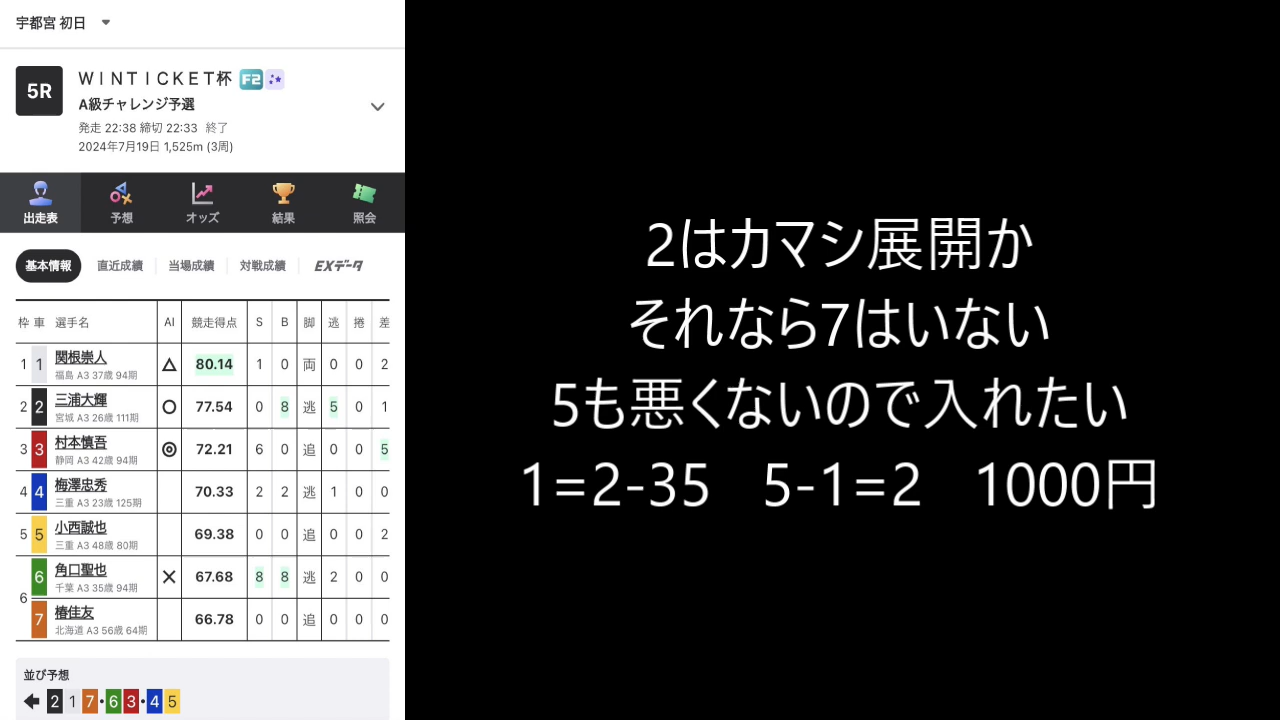 宇都宮 初日
5R
ＷＩＮＴＩＣＫＥＴ杯 F2
A級チャレンジ予選
発走 22:38 締切 22:33 終了
2024年7月19日 1,525m (3周)
出走表 予想 オッズ 結果 照会
基本情報 直近成績 当場成績 対戦成績 EXデータ
枠 車 選手名 AI 競走得点 S B 脚 逃 捲 差
1 1 関根崇人 △ 80.14 1 0 両 0 0 2
福島 A3 37歳 94期
2 2 三浦大輝 ○ 77.54 0 8 逃 5 0 1
宮城 A3 26歳 111期
3 3 村本慎吾 ◎ 72.21 6 0 追 0 0 5
静岡 A3 42歳 94期
4 4 梅澤忠秀 70.33 2 2 逃 1 0 0
三重 A3 23歳 125期
5 5 小西誠也 69.38 0 0 追 0 0 2
三重 A3 48歳 80期
6 6 角口聖也 × 67.68 8 8 逃 2 0 0
千葉 A3 35歳 94期
7 椿佳友 66.78 0 0 追 0 0 0
北海道 A3 56歳 64期
並び予想
2 1 7・6 3・4 5
2はカマシ展開か
それなら7はいない
5も悪くないので入れたい
1=2-35　5-1=2　1000円